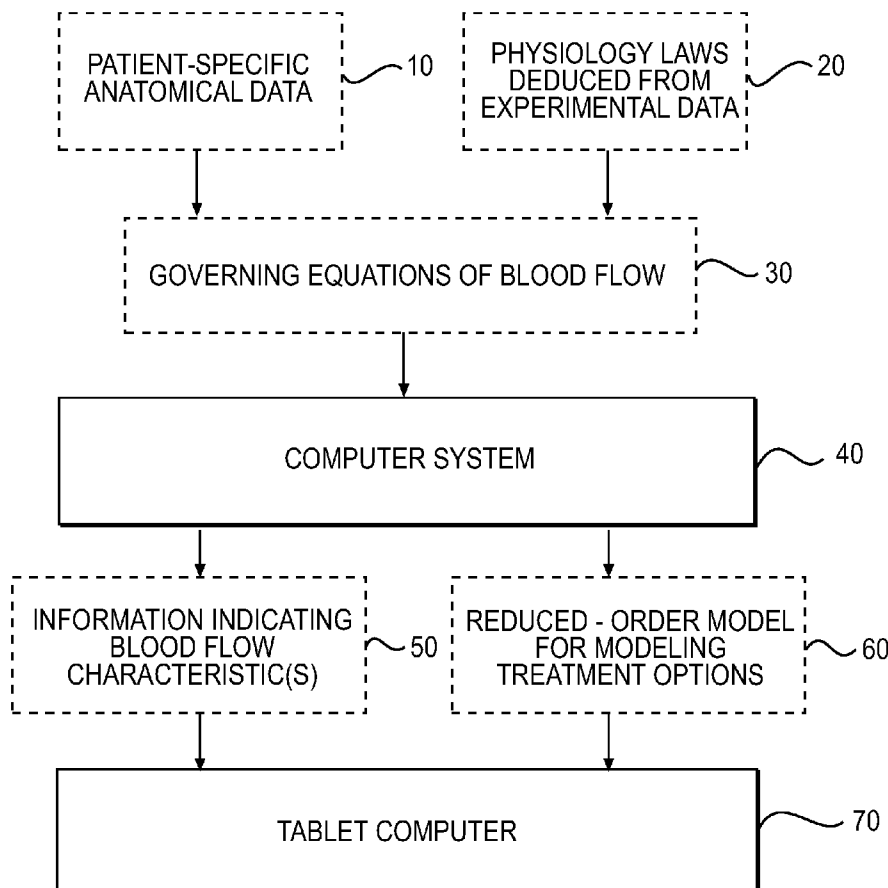 PATIENT-SPECIFIC
ANATOMICAL DATA
10
PHYSIOLOGY LAWS
DEDUCED FROM
EXPERIMENTAL DATA
20
GOVERNING EQUATIONS OF BLOOD FLOW
30
COMPUTER SYSTEM
40
INFORMATION INDICATING
BLOOD FLOW
CHARACTERISTIC(S)
50
REDUCED - ORDER MODEL
FOR MODELING
TREATMENT OPTIONS
60
TABLET COMPUTER
70